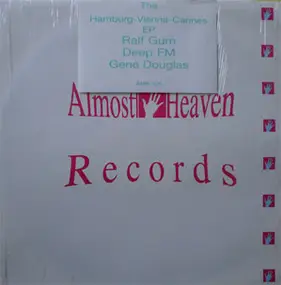 The
Hamburg-Vienna-Cannes
EP
Ralf Gum
Deep FM
Gene Douglas
Almost Heaven
Records